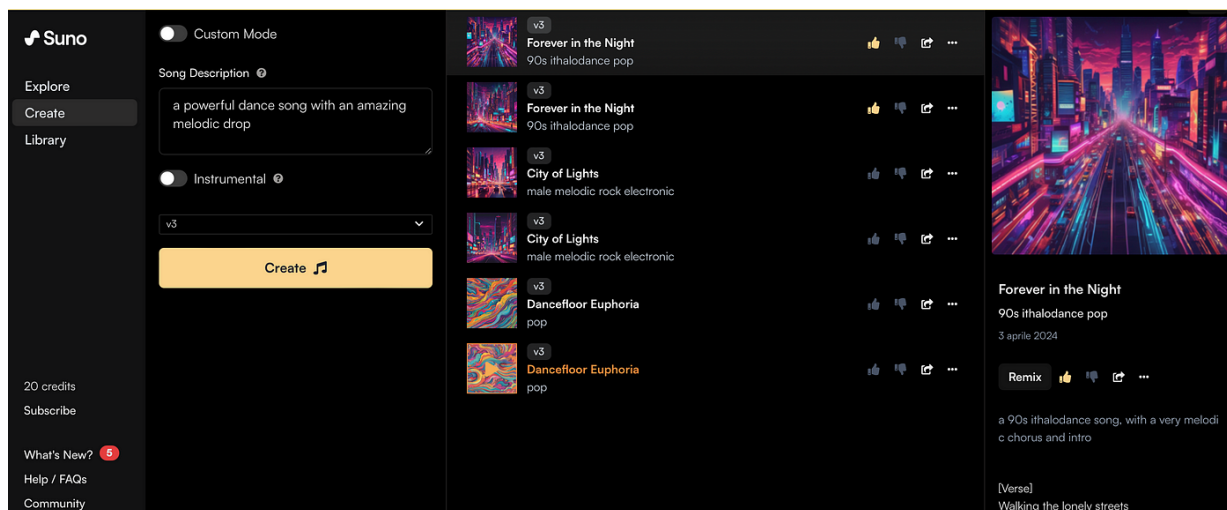 Suno
Explore
Create
Library
20 credits
Subscribe
What's New? 5
Help / FAQs
Community
Custom Mode
Song Description
a powerful dance song with an amazing
melodic drop
Instrumental
v3
Create
v3
Forever in the Night
90s ithalodance pop
v3
Forever in the Night
90s ithalodance pop
v3
City of Lights
male melodic rock electronic
v3
City of Lights
male melodic rock electronic
v3
Dancefloor Euphoria
pop
v3
Dancefloor Euphoria
pop
Forever in the Night
90s ithalodance pop
3 aprile 2024
Remix
a 90s ithalodance song, with a very melodi
c chorus and intro
[Verse]
Walking the lonely streets